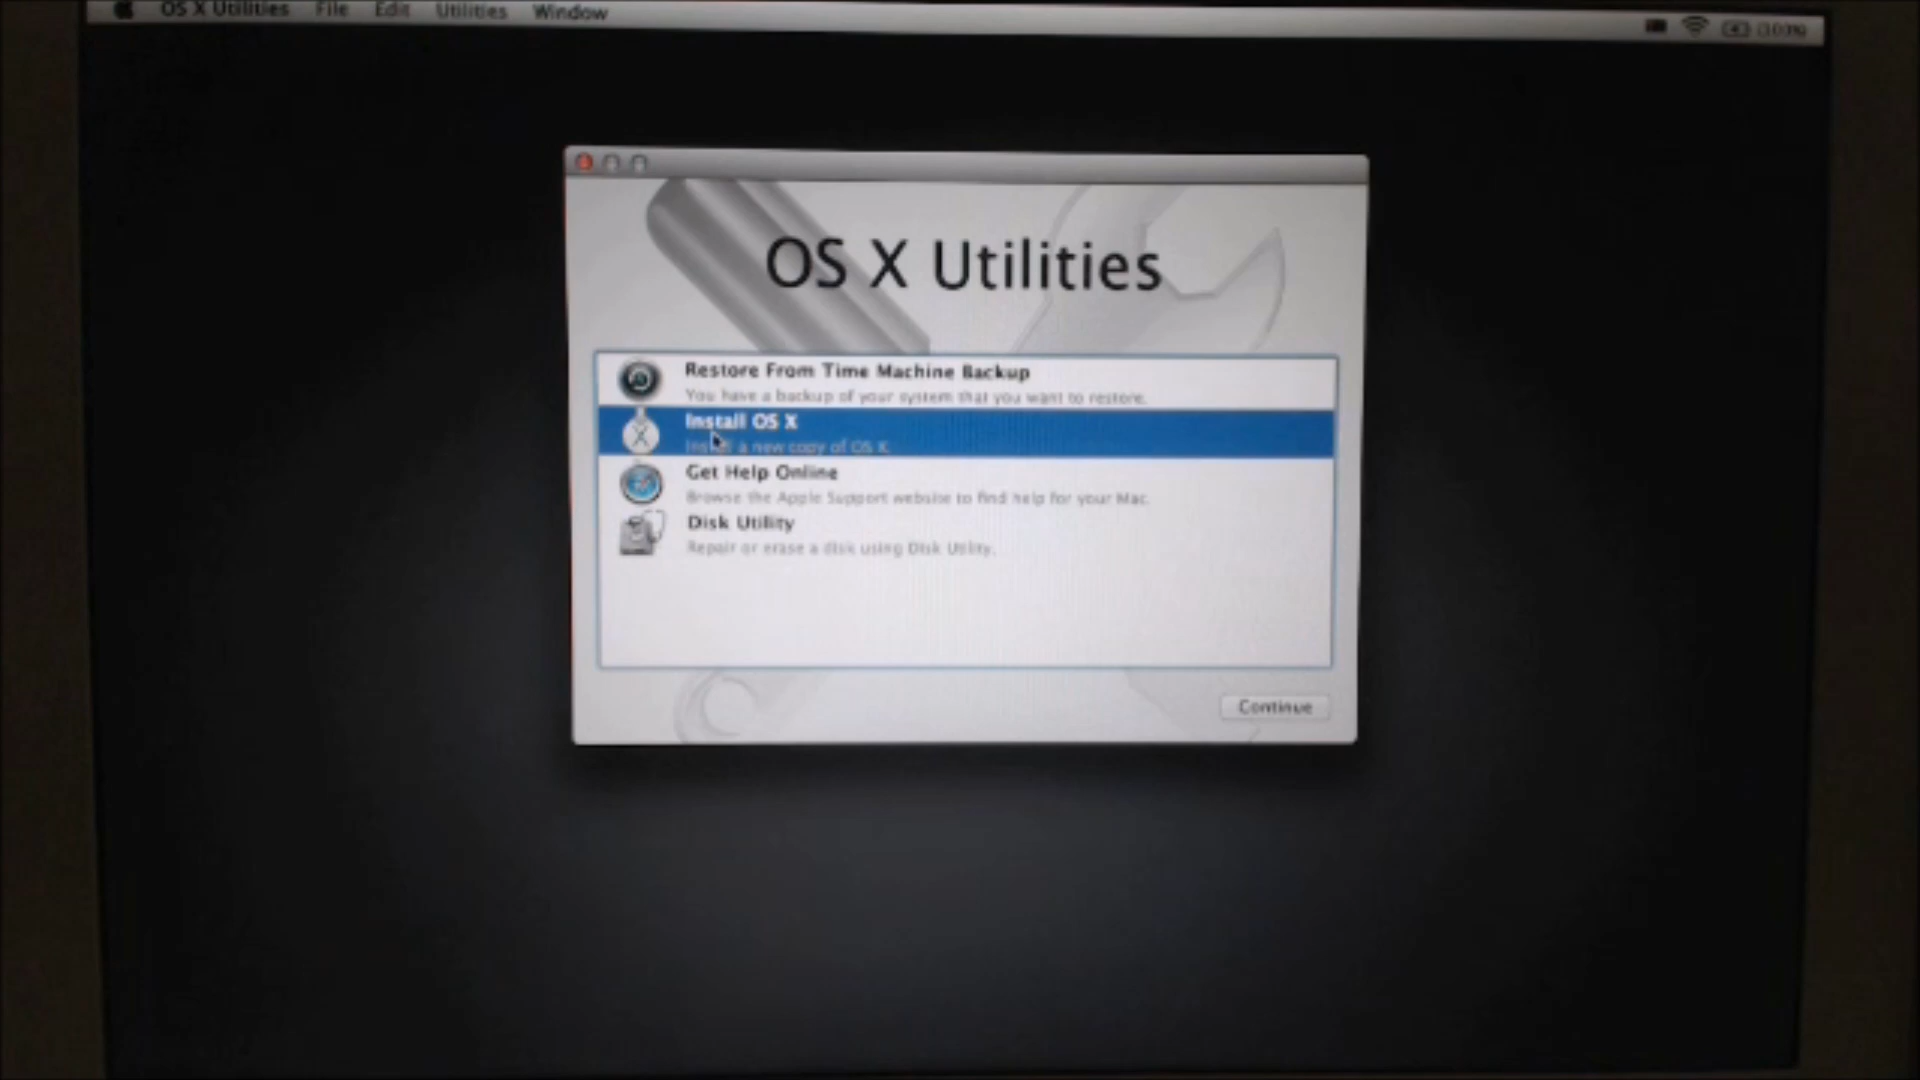 OS X Utilities File Edit Utilities Window
OS X Utilities
Restore From Time Machine Backup
You have a backup of your system that you want to restore.
Install OS X
Install a new copy of OS X.
Get Help Online
Browse the Apple Support website to find help for your Mac.
Disk Utility
Repair or erase a disk using Disk Utility.
Continue